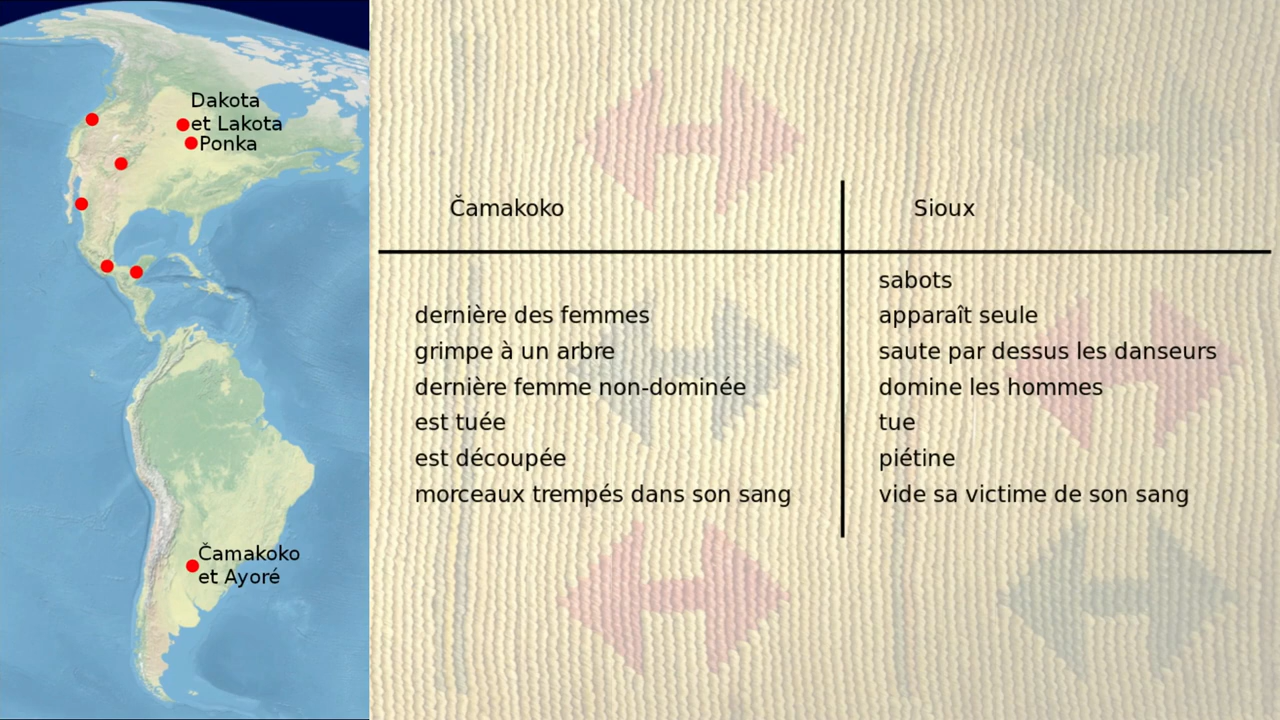 Dakota
et Lakota
Ponka
Čamakoko
et Ayoré
Čamakoko
Sioux
sabots
dernière des femmes
apparaît seule
grimpe à un arbre
saute par dessus les danseurs
dernière femme non-dominée
domine les hommes
est tuée
tue
est découpée
piétine
morceaux trempés dans son sang
vide sa victime de son sang